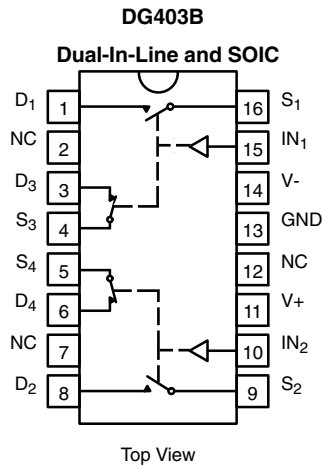 DG403B
Dual-In-Line and SOIC
D1 1 16 S1
NC 2 15 IN1
D3 3 14 V-
S3 4 13 GND
S4 5 12 NC
D4 6 11 V+
NC 7 10 IN2
D2 8 9 S2
Top View